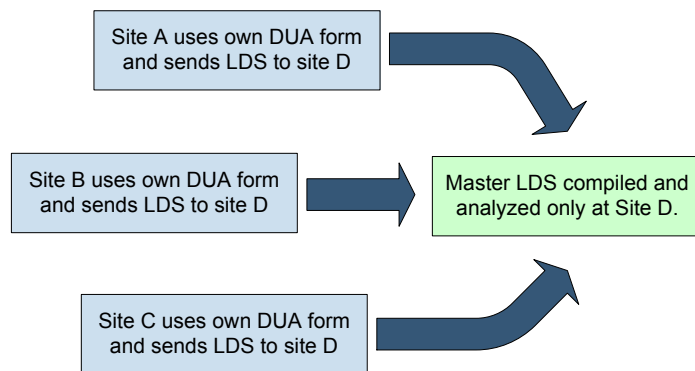 Site A uses own DUA form
and sends LDS to site D
Site B uses own DUA form
and sends LDS to site D
Master LDS compiled and
analyzed only at Site D.
Site C uses own DUA form
and sends LDS to site D